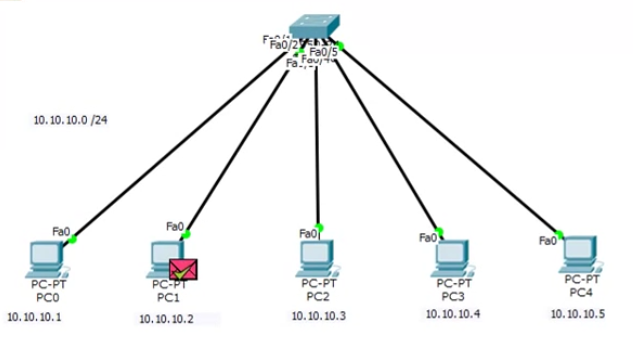 Fa0/2
Fa0/5
10.10.10.0 /24
Fa0
Fa0
Fa0
Fa0
Fa0
PC-PT
PC0
PC-PT
PC1
PC-PT
PC2
PC-PT
PC3
PC-PT
PC4
10.10.10.1
10.10.10.2
10.10.10.3
10.10.10.4
10.10.10.5